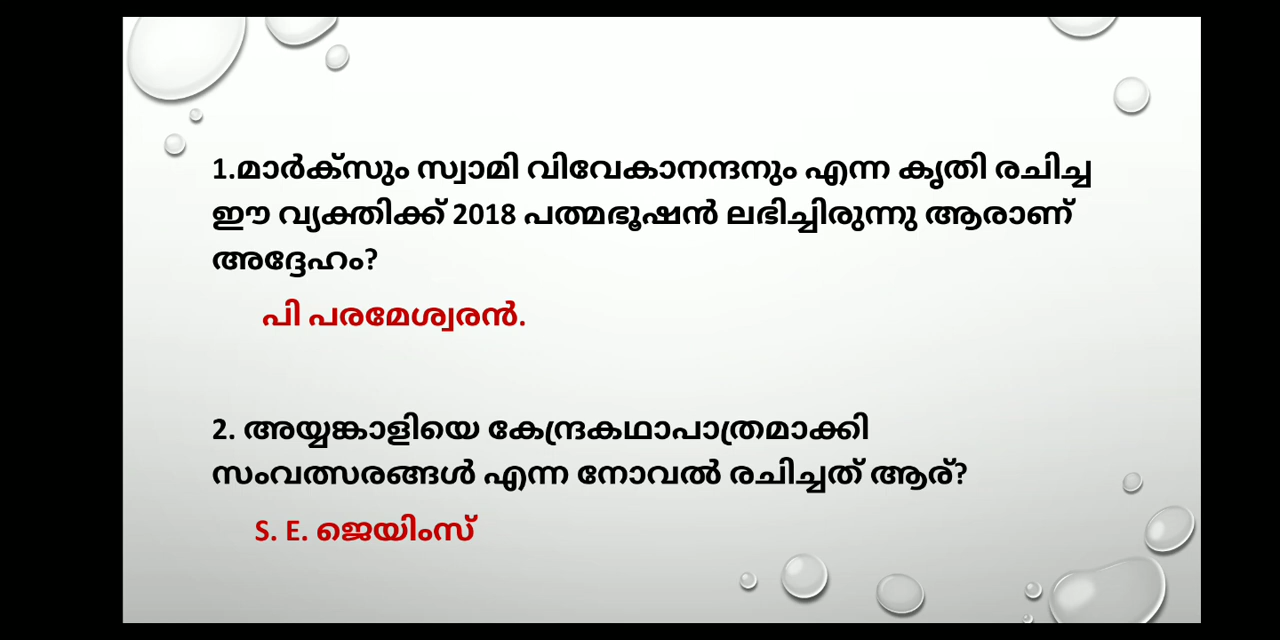 1.മാർക്സും സ്വാമി വിവേകാനന്ദനും എന്ന കൃതി രചിച്ച
ഈ വ്യക്തിക്ക് 2018 പത്മഭൂഷൻ ലഭിച്ചിരുന്നു ആരാണ്
അദ്ദേഹം?
പി പരമേശ്വരൻ.
2. അയ്യങ്കാളിയെ കേന്ദ്രകഥാപാത്രമാക്കി
സംവത്സരങ്ങൾ എന്ന നോവൽ രചിച്ചത് ആര്?
S. E. ജെയിംസ്